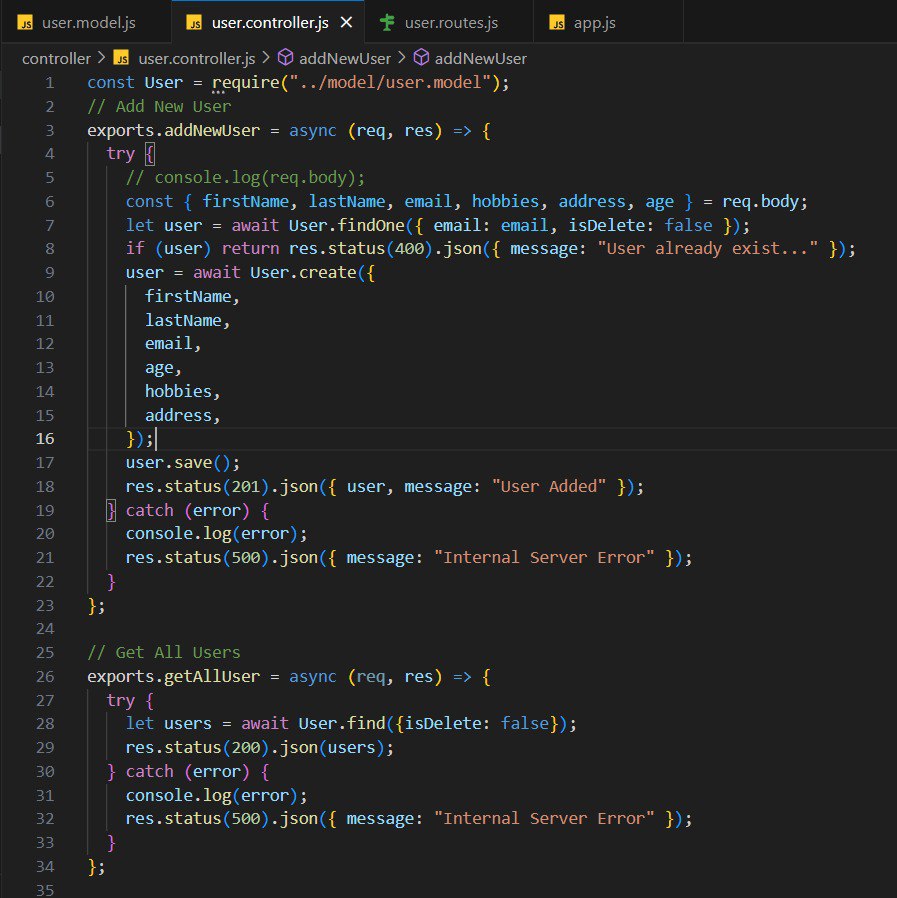 JS user.model.js JS user.controller.js × user.routes.js JS app.js
controller > JS user.controller.js > addNewUser > addNewUser
1 const User = require("../model/user.model");
2 // Add New User
3 exports.addNewUser = async (req, res) => {
4 try {
5 // console.log(req.body);
6 const { firstName, lastName, email, hobbies, address, age } = req.body;
7 let user = await User.findOne({ email: email, isDelete: false });
8 if (user) return res.status(400).json({ message: "User already exist..." });
9 user = await User.create({
10 firstName,
11 lastName,
12 email,
13 age,
14 hobbies,
15 address,
16 });
17 user.save();
18 res.status(201).json({ user, message: "User Added" });
19 } catch (error) {
20 console.log(error);
21 res.status(500).json({ message: "Internal Server Error" });
22 }
23 };
24
25 // Get All Users
26 exports.getAllUser = async (req, res) => {
27 try {
28 let users = await User.find({isDelete: false});
29 res.status(200).json(users);
30 } catch (error) {
31 console.log(error);
32 res.status(500).json({ message: "Internal Server Error" });
33 }
34 };
35